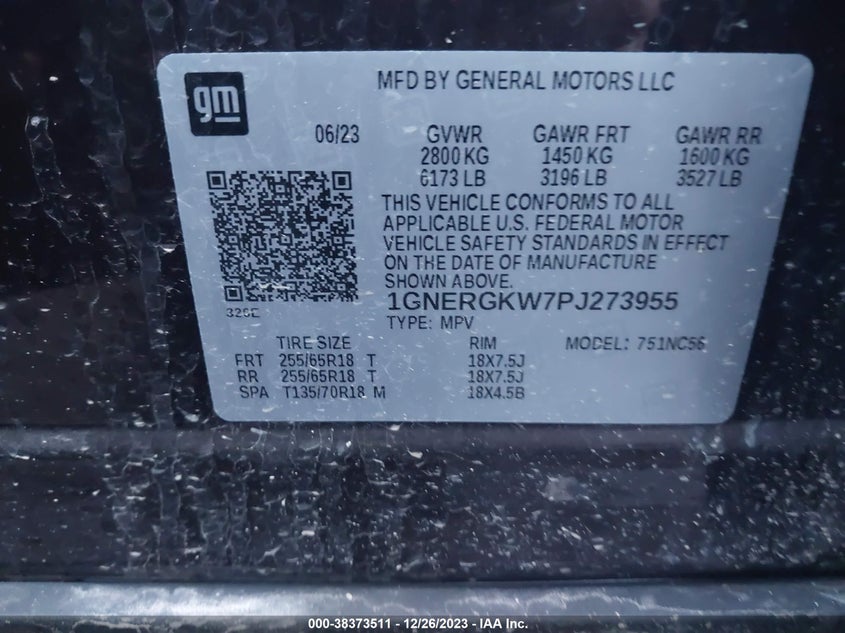 gm
MFD BY GENERAL MOTORS LLC
06/23 GVWR GAWR FRT GAWR RR
2800 KG 1450 KG 1600 KG
6173 LB 3196 LB 3527 LB
THIS VEHICLE CONFORMS TO ALL
APPLICABLE U.S. FEDERAL MOTOR
VEHICLE SAFETY STANDARDS IN EFFECT
ON THE DATE OF MANUFACTURE
SHOWN ABOVE.
1GNERGKW7PJ273955
TYPE: MPV
TIRE SIZE RIM MODEL: 751NC56
FRT 255/65R18 T 18X7.5J
RR 255/65R18 T 18X7.5J
SPA T135/70R18 M 18X4.5B
000-38373511 - 12/26/2023 - IAA Inc.